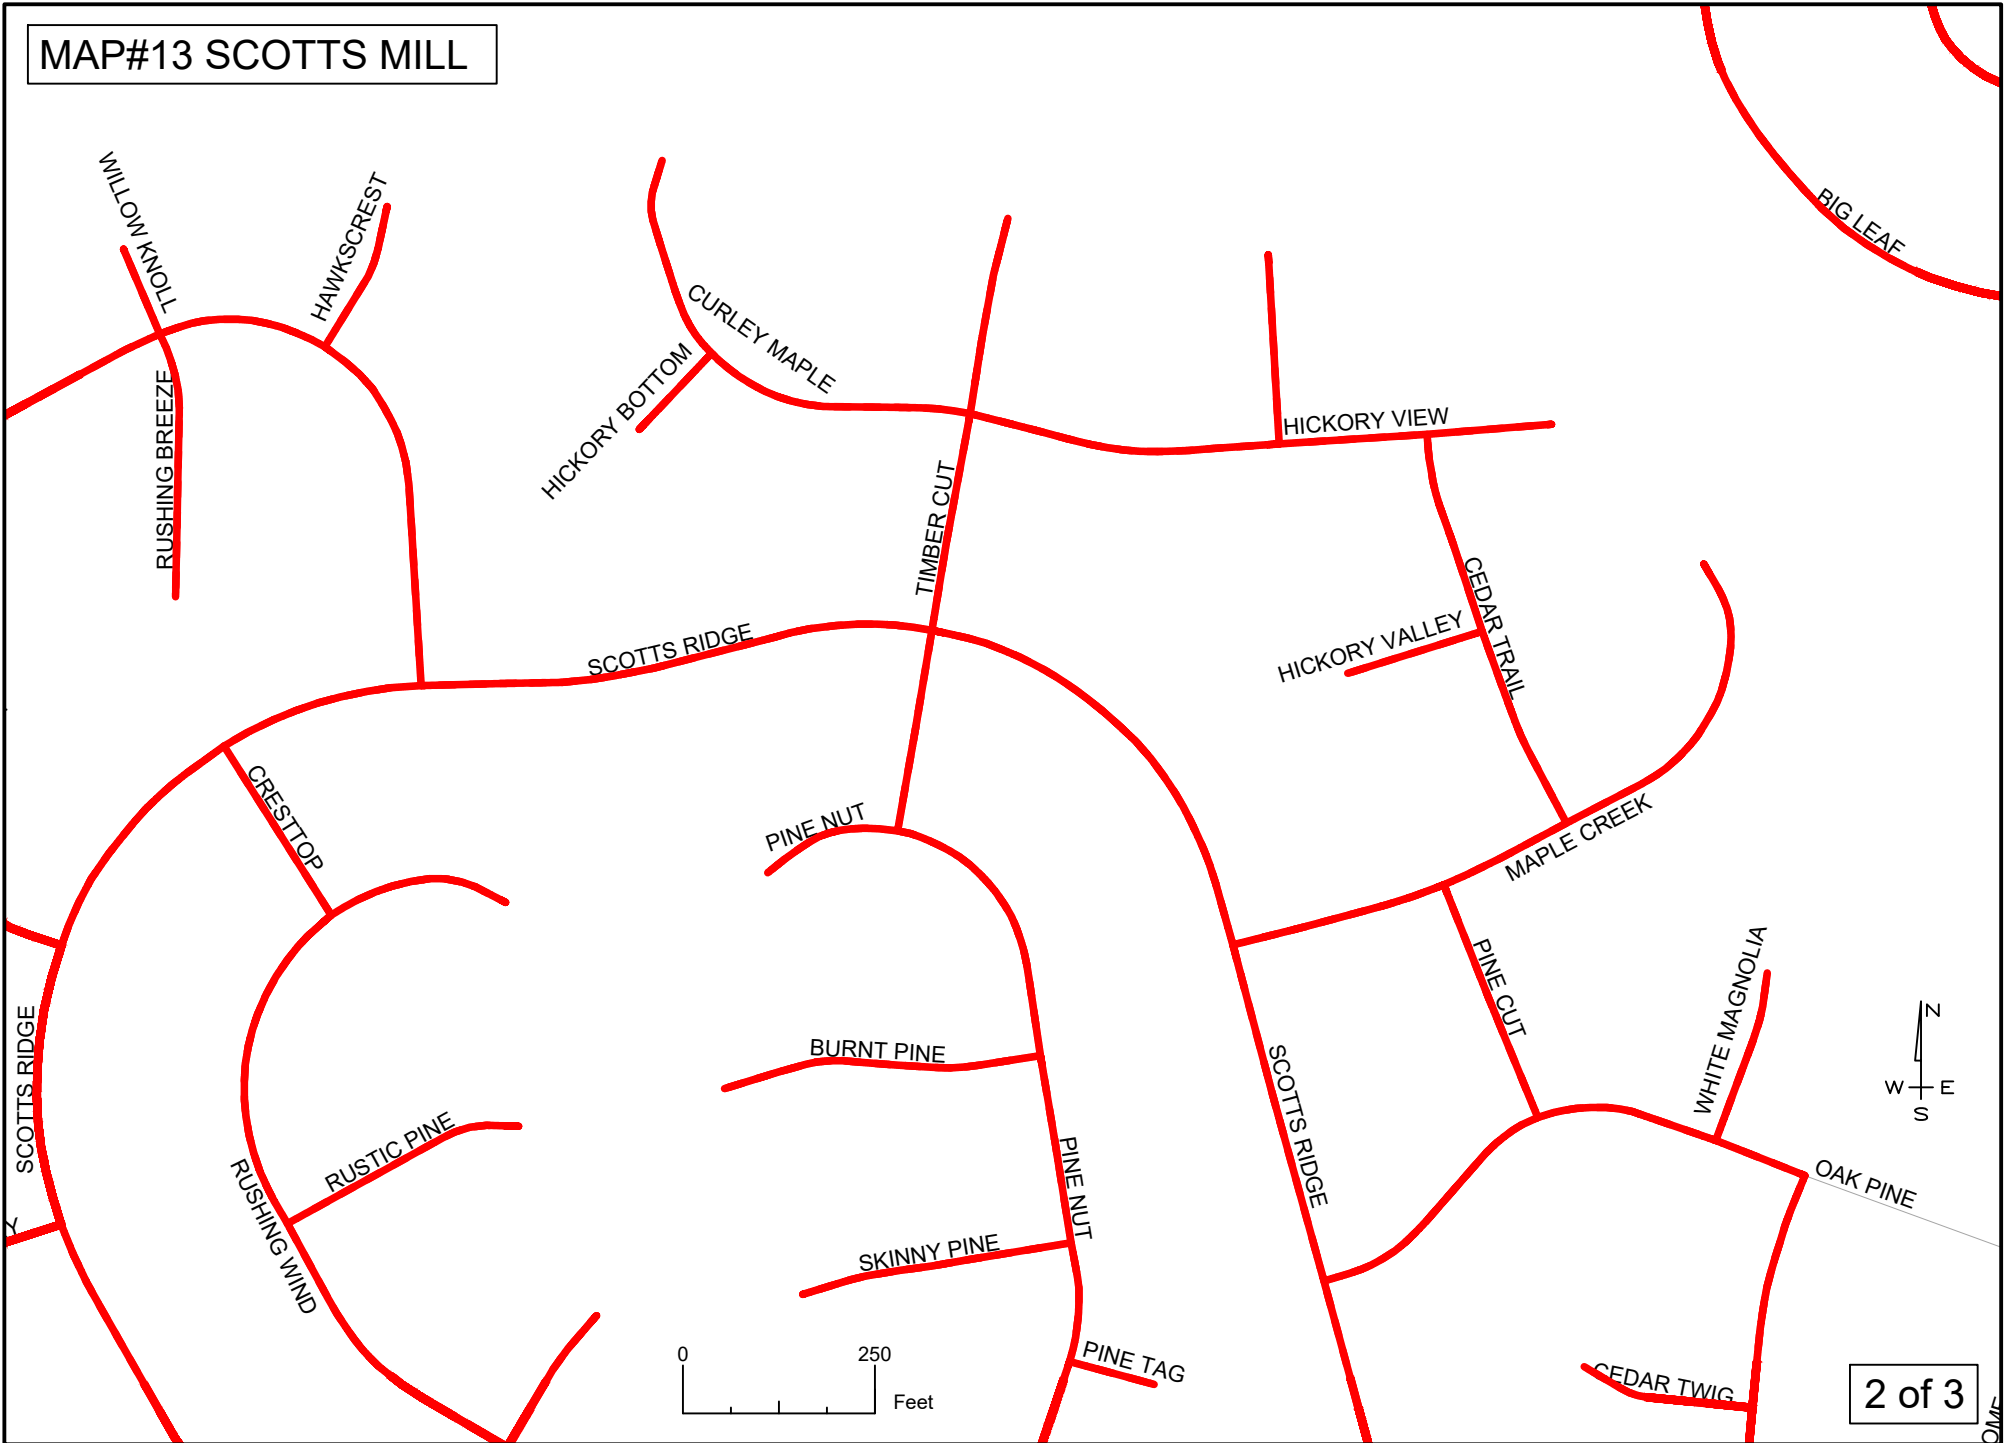 MAP#13 SCOTTS MILL
WILLOW KNOLL
HAWKSCREST
BIG LEAF
CURLEY MAPLE
HICKORY BOTTOM
RUSHING BREEZE
HICKORY VIEW
TIMBER CUT
CEDAR TRAIL
HICKORY VALLEY
SCOTTS RIDGE
CRESTTOP
PINE NUT
MAPLE CREEK
PINE CUT
WHITE MAGNOLIA
SCOTTS RIDGE
BURNT PINE
SCOTTS RIDGE
N
W E
S
RUSTIC PINE
RUSHING WIND
PINE NUT
OAK PINE
Y
SKINNY PINE
PINE TAG
CEDAR TWIG
0 250
Feet
2 of 3